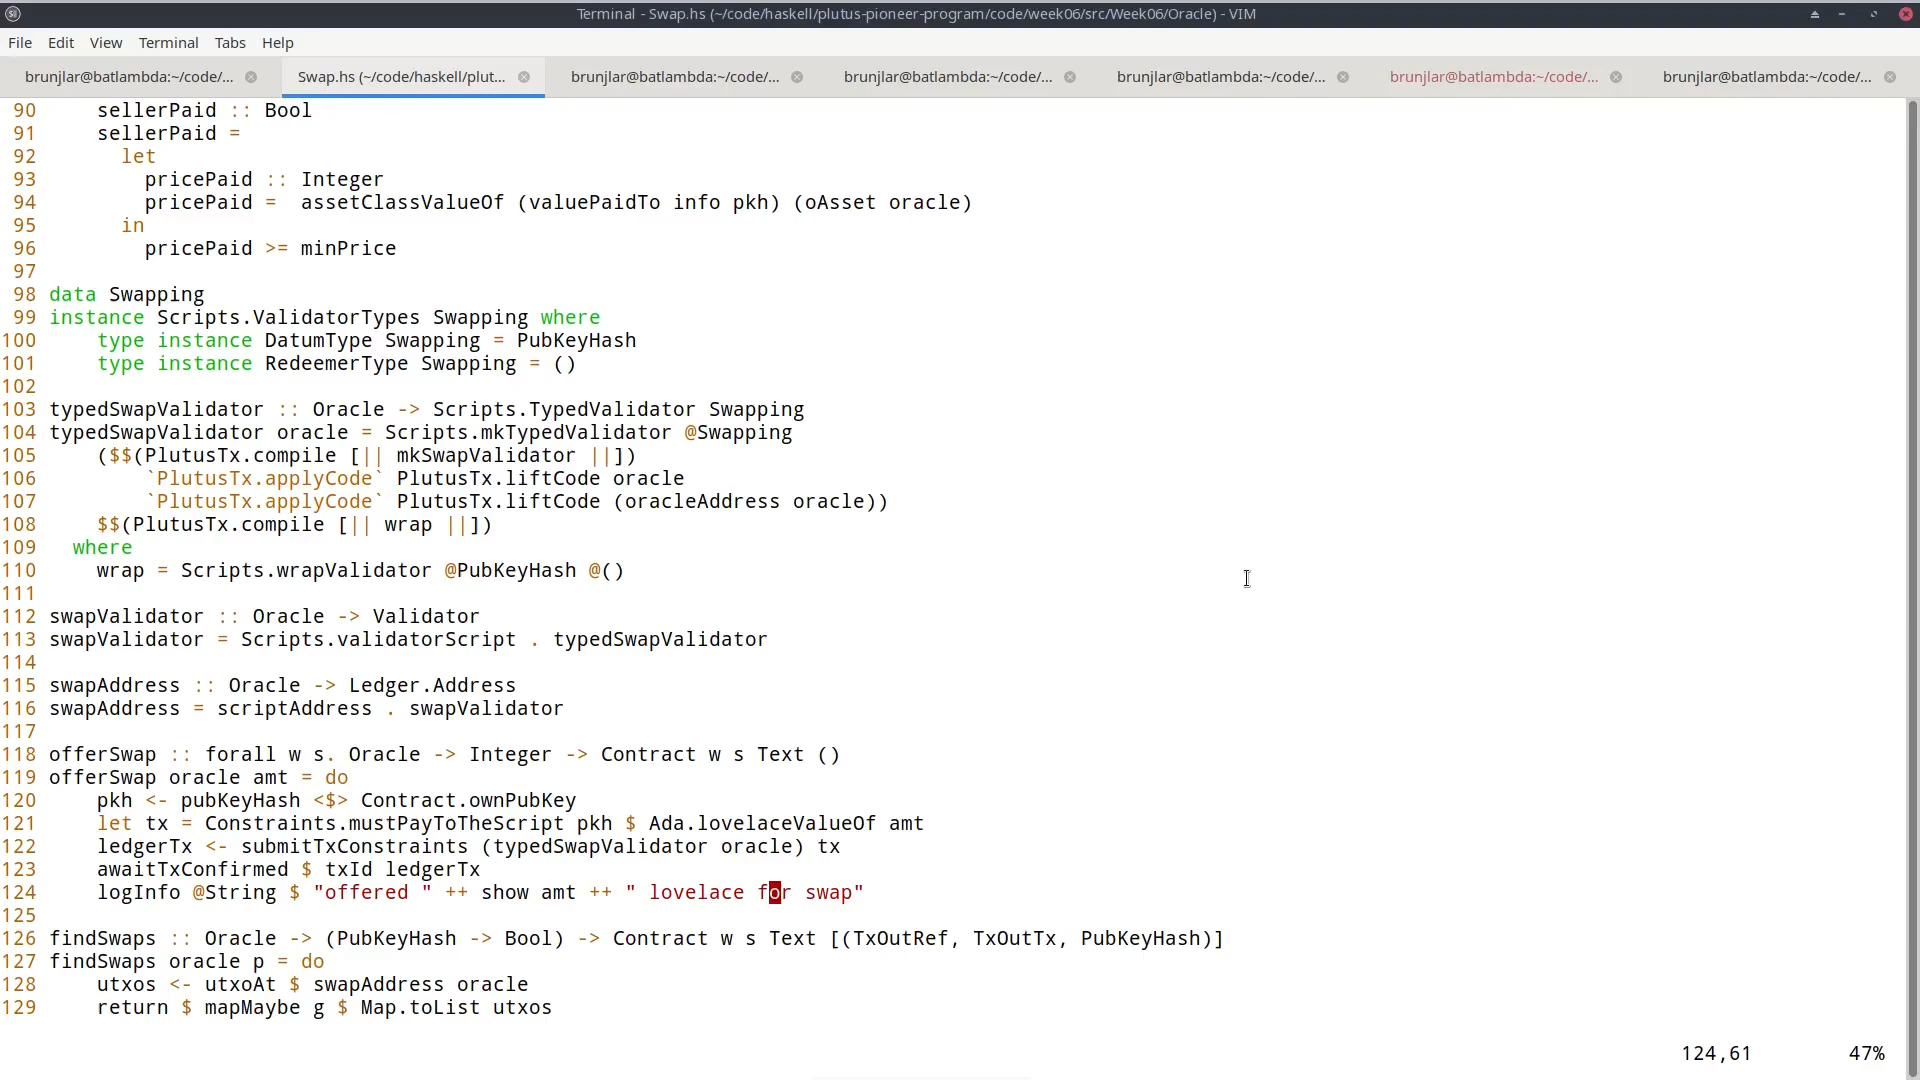 Terminal - Swap.hs (~/code/haskell/plutus-pioneer-program/code/week06/src/Week06/Oracle) - VIM
File Edit View Terminal Tabs Help
brunjlar@batlambda:~/code/... Swap.hs (~/code/haskell/plut... brunjlar@batlambda:~/code/... brunjlar@batlambda:~/code/... brunjlar@batlambda:~/code/... brunjlar@batlambda:~/code/... brunjlar@batlambda:~/code/...
90     sellerPaid :: Bool
91     sellerPaid =
92       let
93         pricePaid :: Integer
94         pricePaid =  assetClassValueOf (valuePaidTo info pkh) (oAsset oracle)
95       in
96         pricePaid >= minPrice
97
98 data Swapping
99 instance Scripts.ValidatorTypes Swapping where
100     type instance DatumType Swapping = PubKeyHash
101     type instance RedeemerType Swapping = ()
102
103 typedSwapValidator :: Oracle -> Scripts.TypedValidator Swapping
104 typedSwapValidator oracle = Scripts.mkTypedValidator @Swapping
105     ($$(PlutusTx.compile [|| mkSwapValidator ||])
106         `PlutusTx.applyCode` PlutusTx.liftCode oracle
107         `PlutusTx.applyCode` PlutusTx.liftCode (oracleAddress oracle))
108     $$(PlutusTx.compile [|| wrap ||])
109   where
110     wrap = Scripts.wrapValidator @PubKeyHash @()
111
112 swapValidator :: Oracle -> Validator
113 swapValidator = Scripts.validatorScript . typedSwapValidator
114
115 swapAddress :: Oracle -> Ledger.Address
116 swapAddress = scriptAddress . swapValidator
117
118 offerSwap :: forall w s. Oracle -> Integer -> Contract w s Text ()
119 offerSwap oracle amt = do
120     pkh <- pubKeyHash <$> Contract.ownPubKey
121     let tx = Constraints.mustPayToTheScript pkh $ Ada.lovelaceValueOf amt
122     ledgerTx <- submitTxConstraints (typedSwapValidator oracle) tx
123     awaitTxConfirmed $ txId ledgerTx
124     logInfo @String $ "offered " ++ show amt ++ " lovelace for swap"
125
126 findSwaps :: Oracle -> (PubKeyHash -> Bool) -> Contract w s Text [(TxOutRef, TxOutTx, PubKeyHash)]
127 findSwaps oracle p = do
128     utxos <- utxoAt $ swapAddress oracle
129     return $ mapMaybe g $ Map.toList utxos
124,61 47%